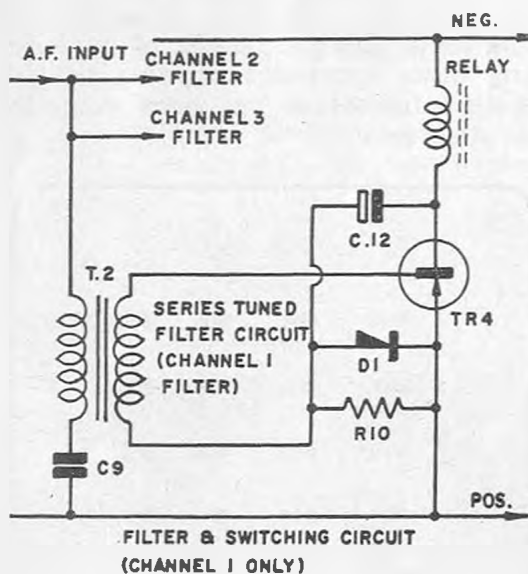 NEG.
A.F. INPUT
CHANNEL 2
FILTER
RELAY
CHANNEL 3
FILTER
C.12
T.2
SERIES TUNED
FILTER CIRCUIT
(CHANNEL 1
FILTER)
TR4
D1
R10
C9
POS.
FILTER & SWITCHING CIRCUIT
(CHANNEL 1 ONLY)